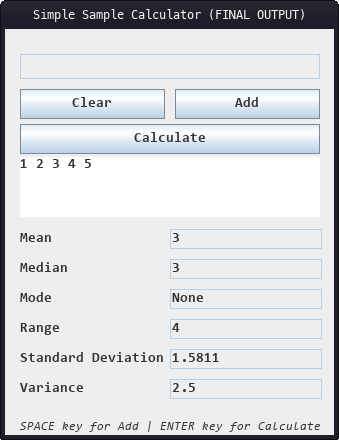 Simple Sample Calculator (FINAL OUTPUT)
Clear Add
Calculate
1 2 3 4 5
Mean 3
Median 3
Mode None
Range 4
Standard Deviation 1.5811
Variance 2.5
SPACE key for Add | ENTER key for Calculate